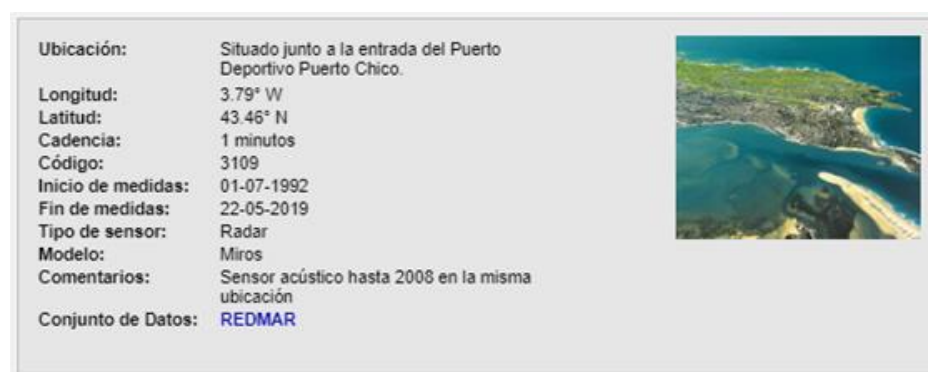 Ubicación: Situado junto a la entrada del Puerto
Deportivo Puerto Chico.
Longitud: 3.79° W
Latitud: 43.46° N
Cadencia: 1 minutos
Código: 3109
Inicio de medidas: 01-07-1992
Fin de medidas: 22-05-2019
Tipo de sensor: Radar
Modelo: Miros
Comentarios: Sensor acústico hasta 2008 en la misma
ubicación
Conjunto de Datos: REDMAR